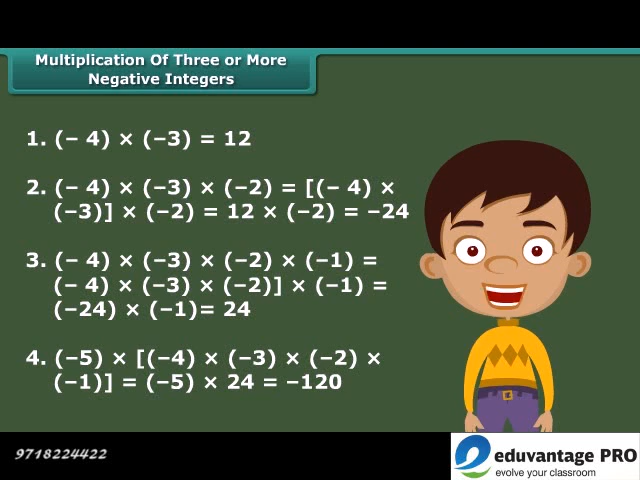 Multiplication Of Three or More
Negative Integers
1. (– 4) × (–3) = 12
2. (– 4) × (–3) × (–2) = [(– 4) ×
(–3)] × (–2) = 12 × (–2) = –24
3. (– 4) × (–3) × (–2) × (–1) =
(– 4) × (–3) × (–2)] × (–1) =
(–24) × (–1)= 24
4. (–5) × [(–4) × (–3) × (–2) ×
(–1)] = (–5) × 24 = –120
9718224422
eduvantage PRO
evolve your classroom